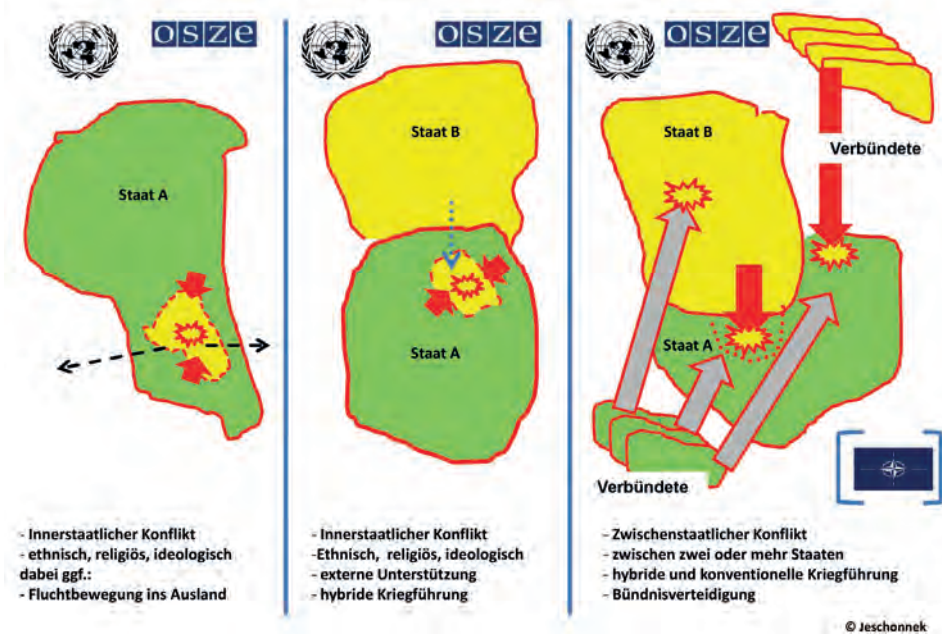 osze
Staat A
- Innerstaatlicher Konflikt
- ethnisch, religiös, ideologisch
dabei ggf.:
- Fluchtbewegung ins Ausland
osze
Staat B
Staat A
- Innerstaatlicher Konflikt
-Ethnisch, religiös, ideologisch
- externe Unterstützung
- hybride Kriegführung
osze
Staat B
Verbündete
Staat A
Verbündete
- Zwischenstaatlicher Konflikt
- zwischen zwei oder mehr Staaten
- hybride und konventionelle Kriegführung
- Bündnisverteidigung
© Jeschonnek